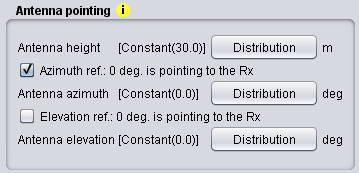 Antenna pointing i
Antenna height [Constant(30.0)] Distribution m
Azimuth ref.: 0 deg. is pointing to the Rx
Antenna azimuth [Constant(0.0)] Distribution deg
Elevation ref.: 0 deg. is pointing to the Rx
Antenna elevation [Constant(0.0)] Distribution deg